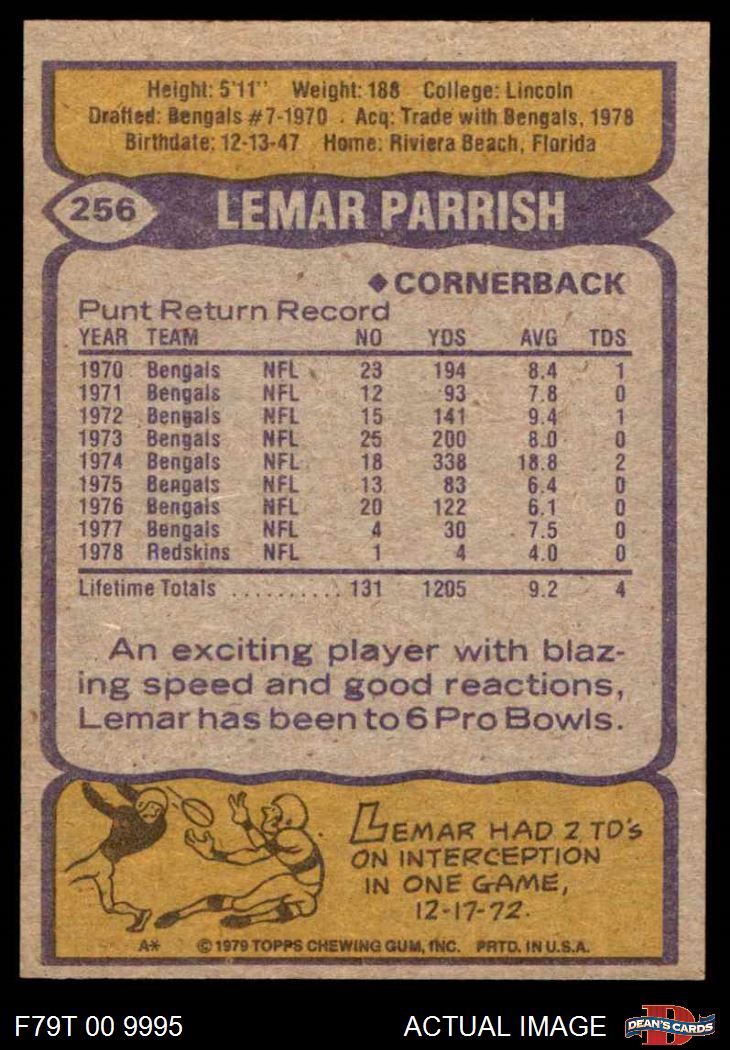 Height: 5'11" Weight: 188 College: Lincoln
Drafted: Bengals #7-1970 . Acq: Trade with Bengals, 1978
Birthdate: 12-13-47 Home: Riviera Beach, Florida
256 LEMAR PARRISH
◆CORNERBACK
Punt Return Record
YEAR TEAM NO YDS AVG TDS
1970 Bengals NFL 23 194 8.4 1
1971 Bengals NFL 12 93 7.8 0
1972 Bengals NFL 15 141 9.4 1
1973 Bengals NFL 25 200 8.0 0
1974 Bengals NFL 18 338 18.8 2
1975 Bengals NFL 13 83 6.4 0
1976 Bengals NFL 20 122 6.1 0
1977 Bengals NFL 4 30 7.5 0
1978 Redskins NFL 1 4 4.0 0
Lifetime Totals .......... 131 1205 9.2 4
An exciting player with blaz-
ing speed and good reactions,
Lemar has been to 6 Pro Bowls.
LEMAR HAD 2 TD'S
ON INTERCEPTION
IN ONE GAME,
12-17-72.
A* © 1979 TOPPS CHEWING GUM, INC. PRTD. IN U.S.A.
F79T 00 9995 ACTUAL IMAGE D DEAN'S CARDS